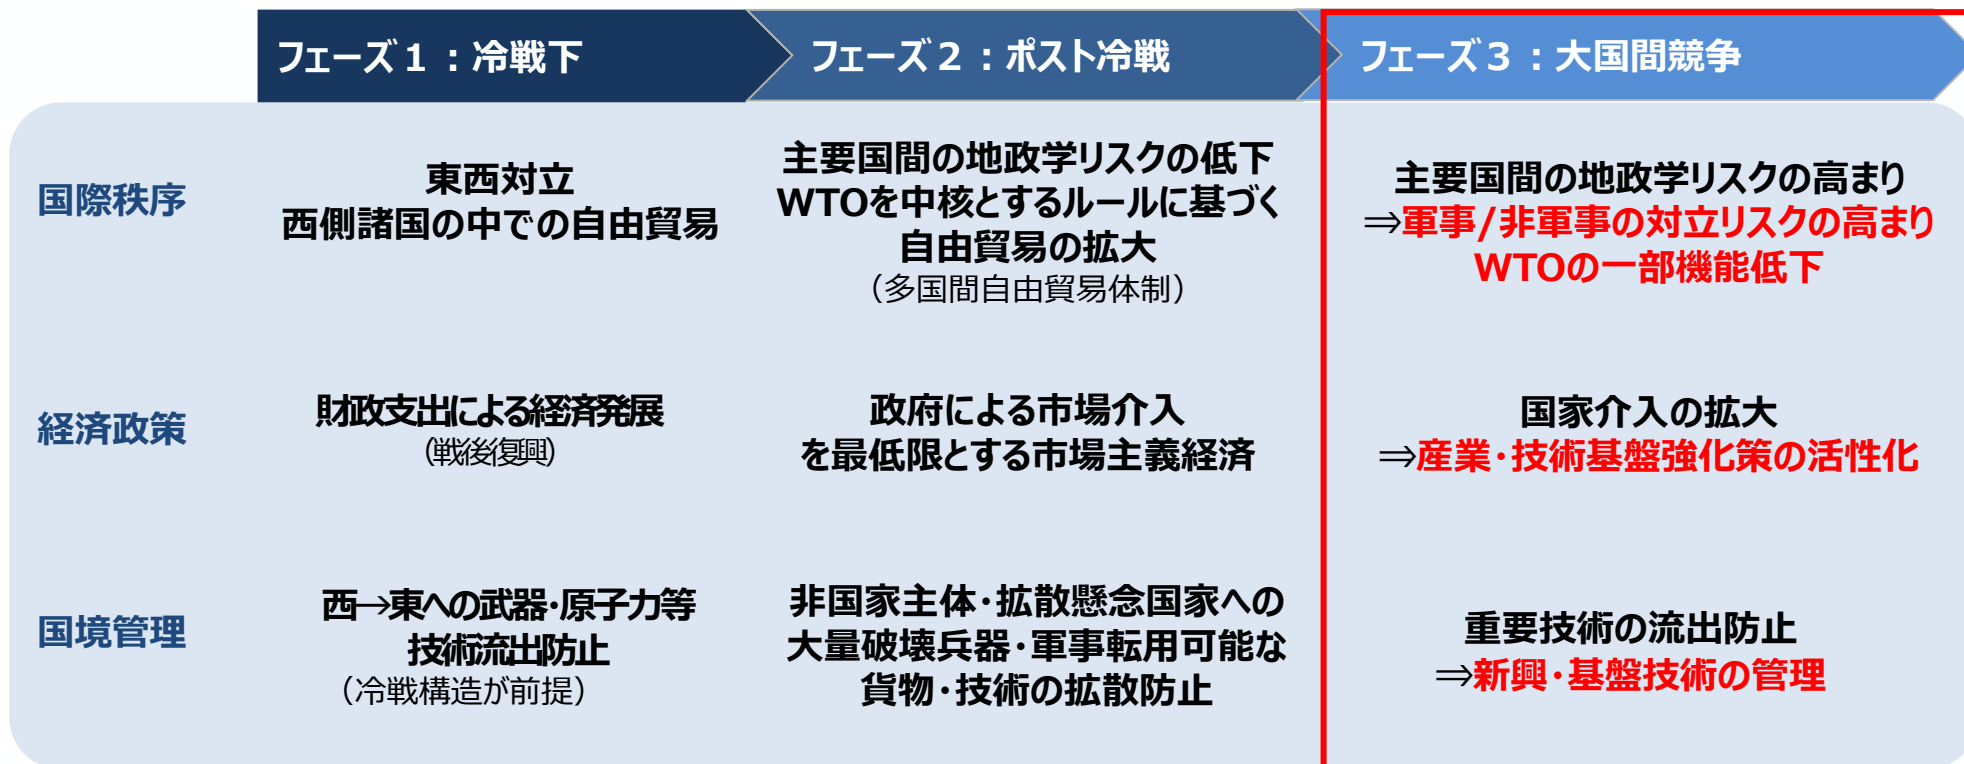 フェーズ１：冷戦下
フェーズ２：ポスト冷戦
フェーズ３：大国間競争
国際秩序
東西対立
西側諸国の中での自由貿易
主要国間の地政学リスクの低下
WTOを中核とするルールに基づく
自由貿易の拡大
（多国間自由貿易体制）
主要国間の地政学リスクの高まり
⇒軍事/非軍事の対立リスクの高まり
WTOの一部機能低下
経済政策
財政支出による経済発展
（戦後復興）
政府による市場介入
を最低限とする市場主義経済
国家介入の拡大
⇒産業・技術基盤強化策の活性化
国境管理
西→東への武器・原子力等
技術流出防止
（冷戦構造が前提）
非国家主体・拡散懸念国家への
大量破壊兵器・軍事転用可能な
貨物・技術の拡散防止
重要技術の流出防止
⇒新興・基盤技術の管理